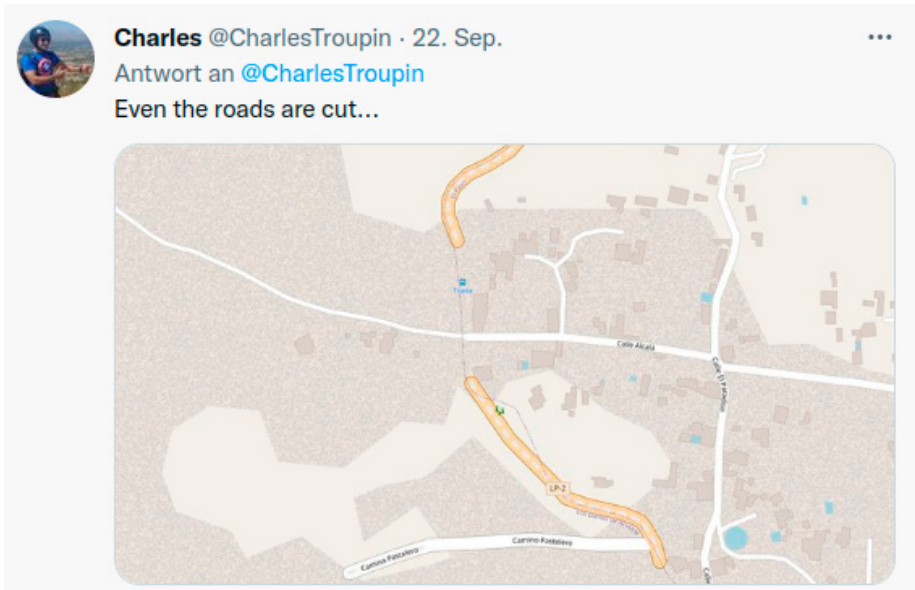 Charles @CharlesTroupin · 22. Sep.
Antwort an @CharlesTroupin
Even the roads are cut...
Calle Alcalá
LP-2
Camino Pastelero
Camino Pastelero
Calle